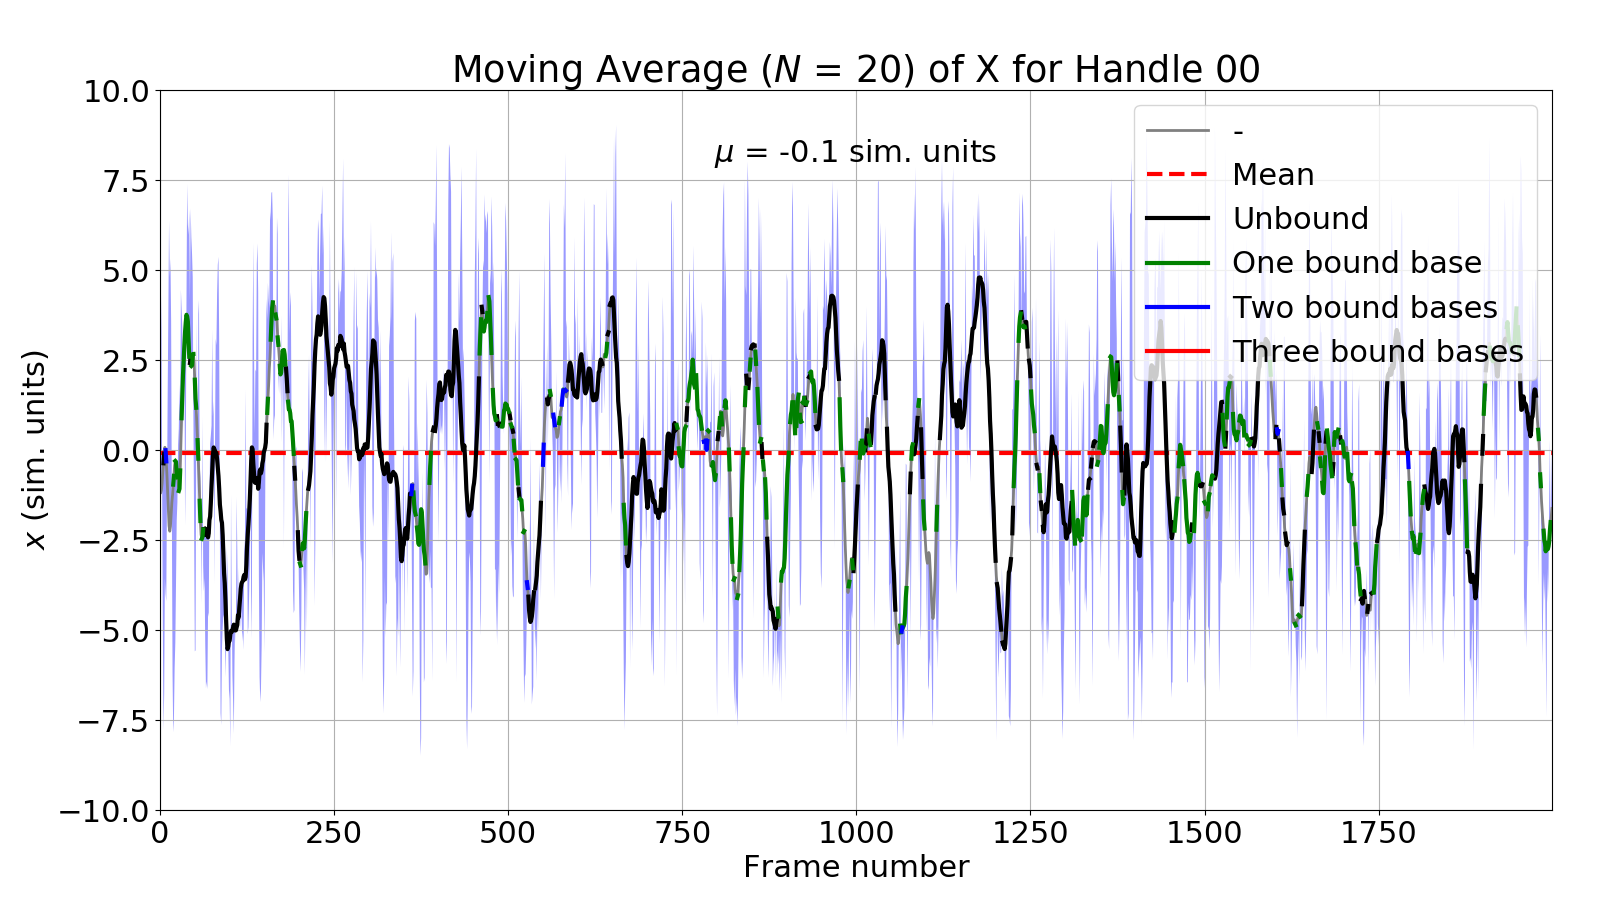 Moving Average (N = 20) of X for Handle 00
μ = -0.1 sim. units
-
Mean
Unbound
One bound base
Two bound bases
Three bound bases
10.0
7.5
5.0
2.5
0.0
−2.5
−5.0
−7.5
−10.0
x (sim. units)
0 250 500 750 1000 1250 1500 1750
Frame number